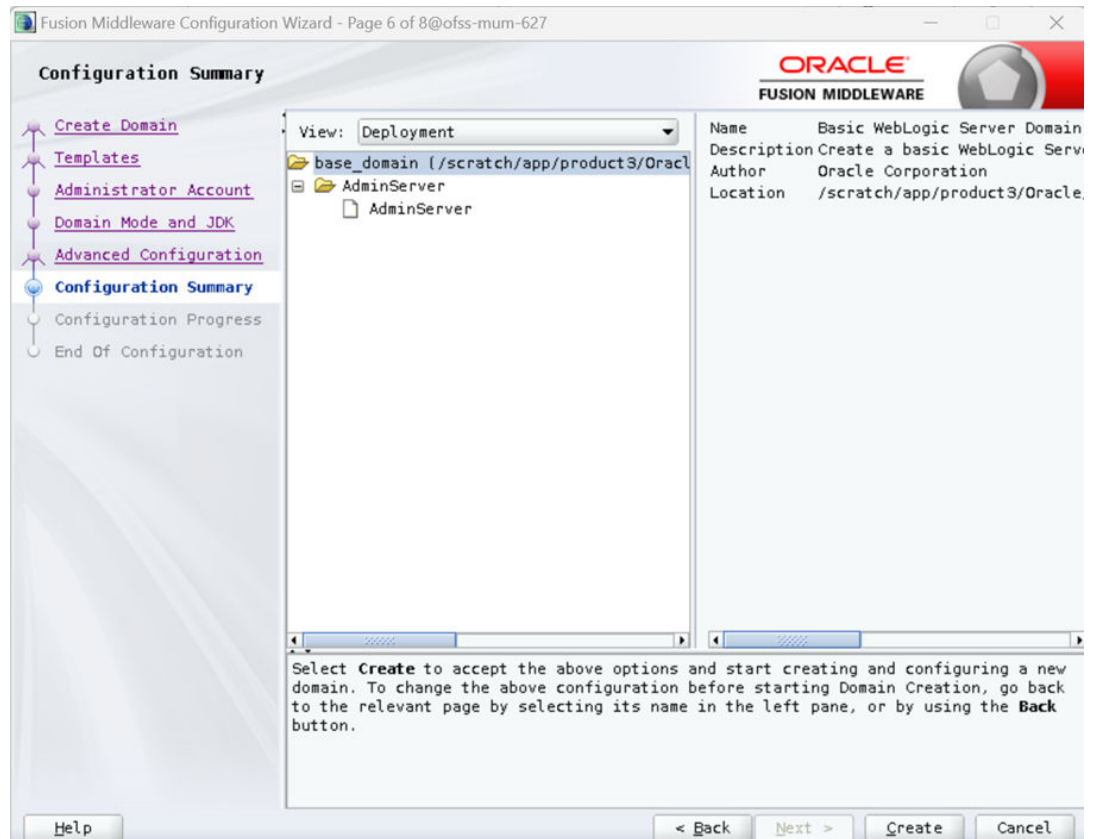 Fusion Middleware Configuration Wizard - Page 6 of 8@ofss-mum-627
Configuration Summary
ORACLE
FUSION MIDDLEWARE
Create Domain
Templates
Administrator Account
Domain Mode and JDK
Advanced Configuration
Configuration Summary
Configuration Progress
End Of Configuration
View: Deployment
base_domain (/scratch/app/product3/Oracl
AdminServer
AdminServer
Name Basic WebLogic Server Domain
Description Create a basic WebLogic Serv
Author Oracle Corporation
Location /scratch/app/product3/Oracle
Select Create to accept the above options and start creating and configuring a new
domain. To change the above configuration before starting Domain Creation, go back
to the relevant page by selecting its name in the left pane, or by using the Back
button.
Help
< Back
Next >
Create
Cancel